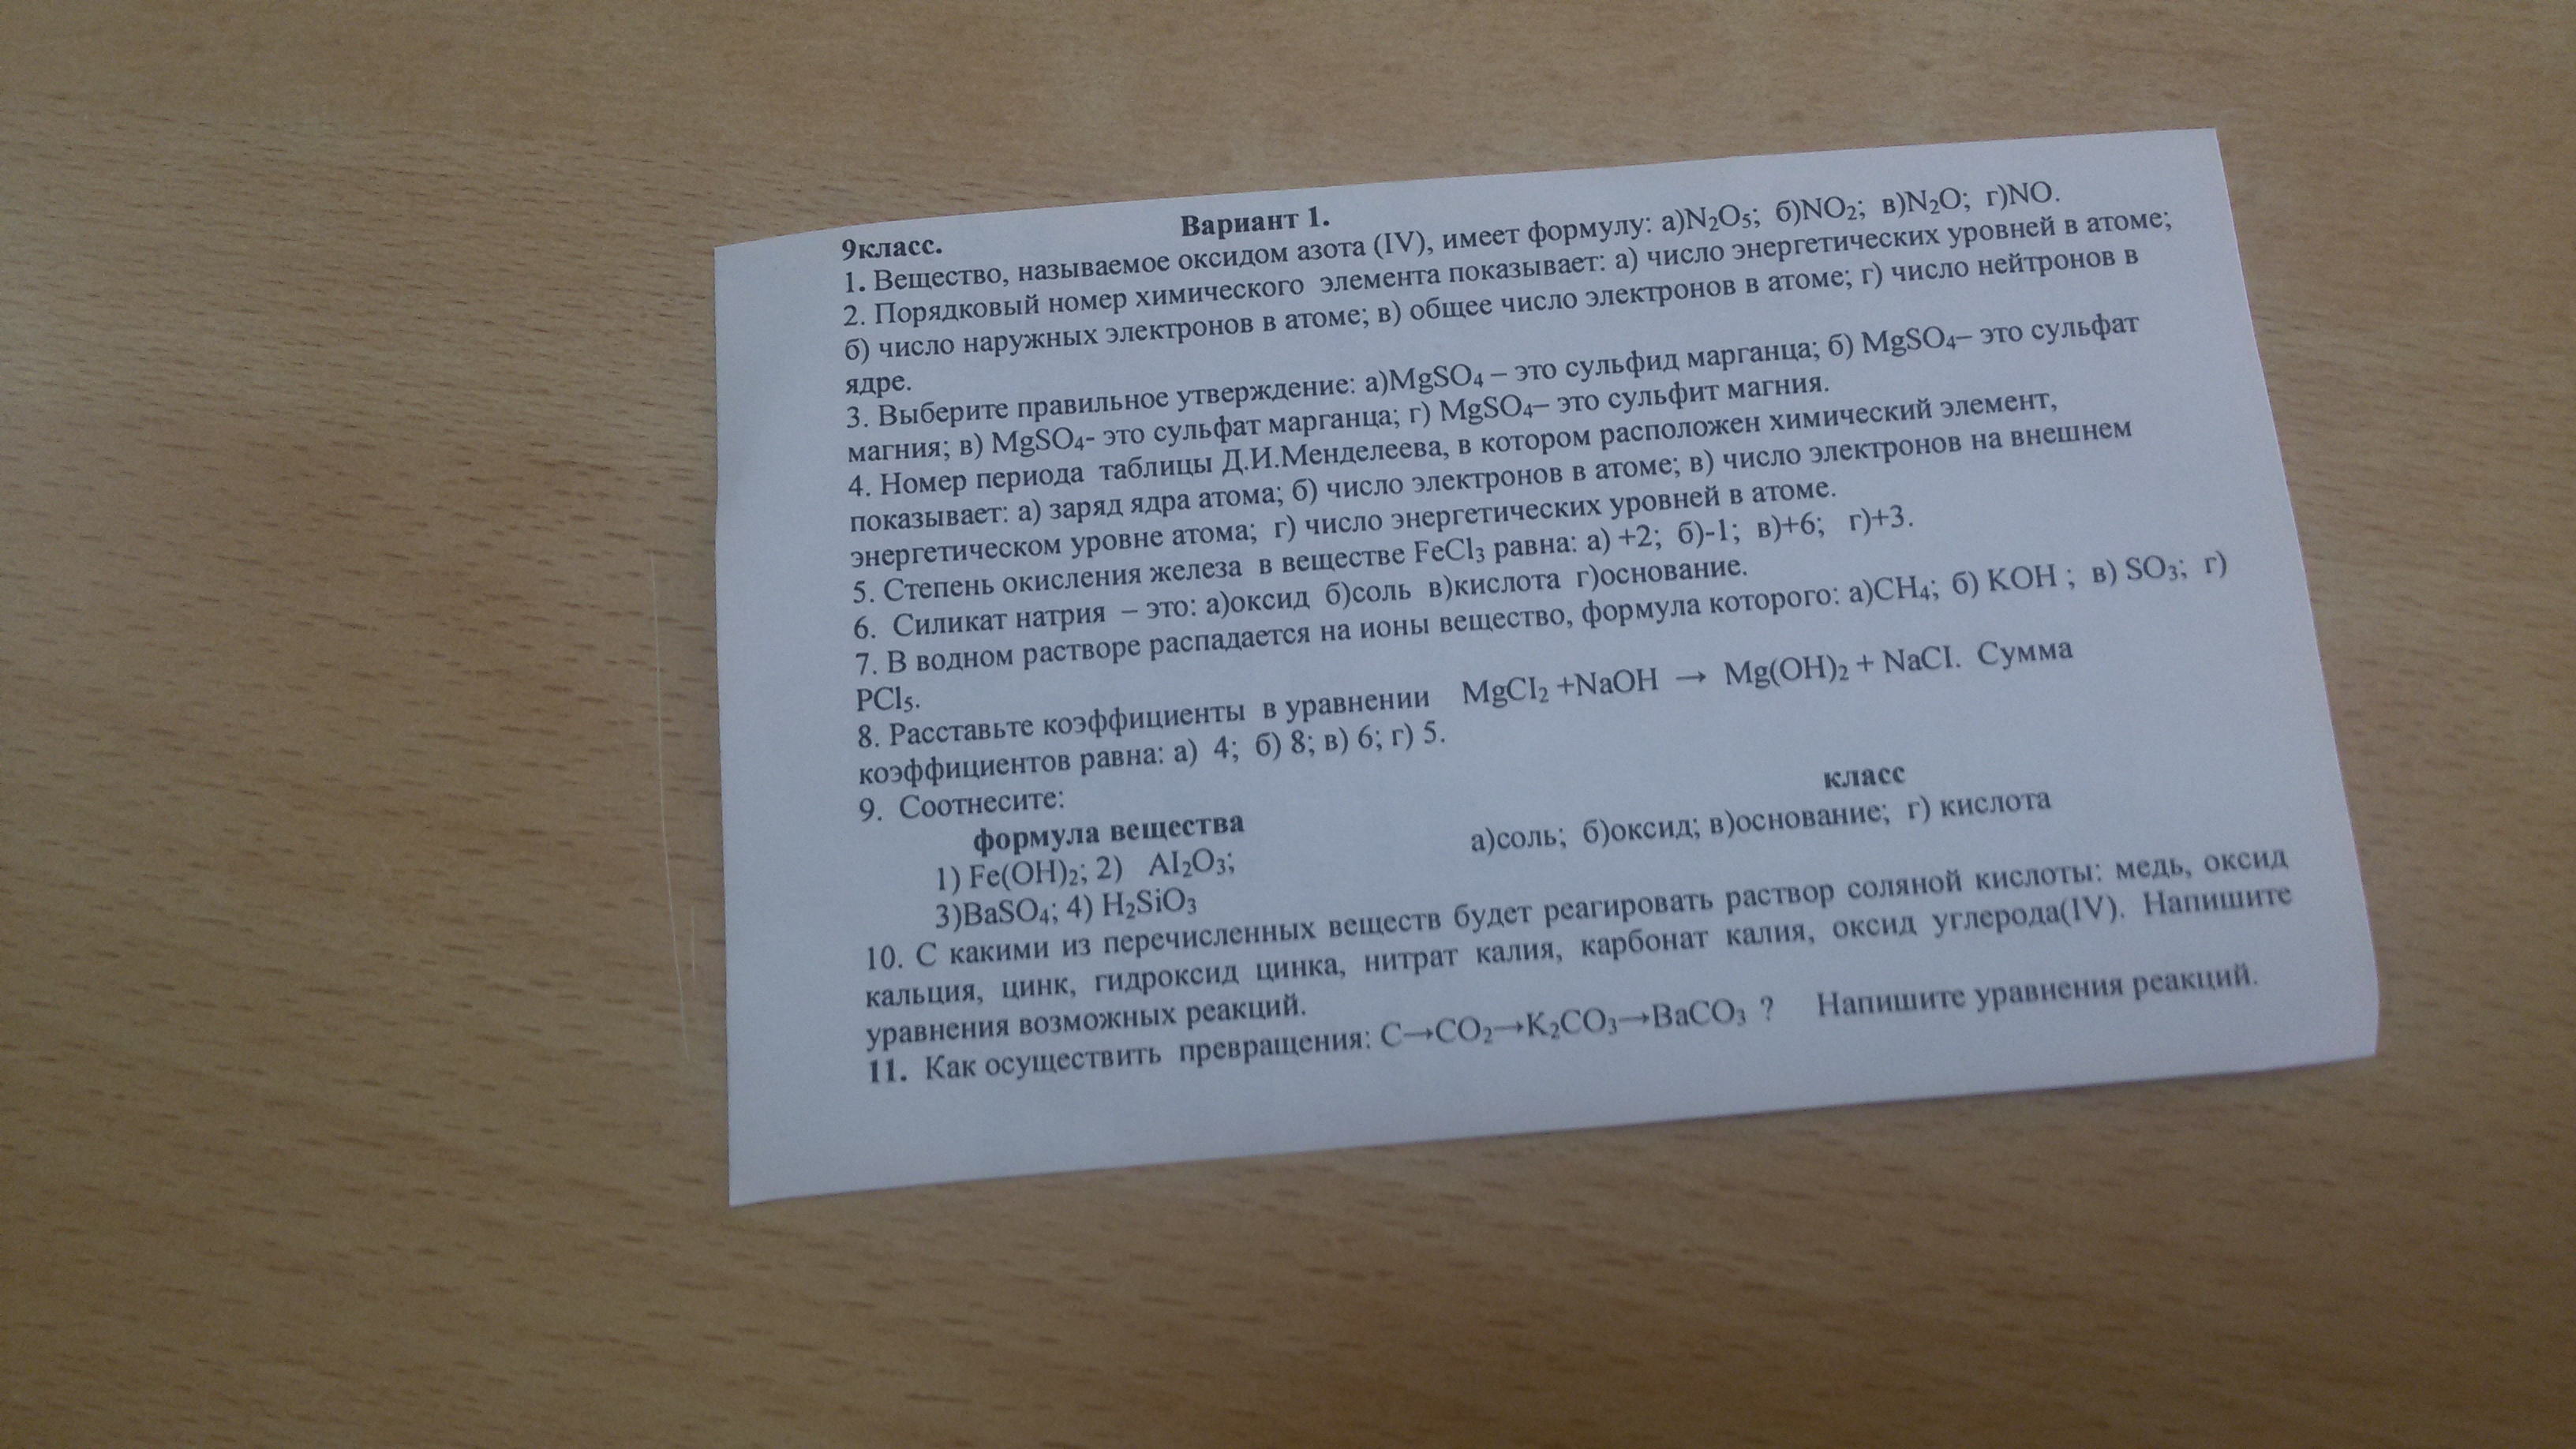 9класс. Вариант 1.
1. Вещество, называемое оксидом азота (IV), имеет формулу: а)N₂O₅; б)NO₂; в)N₂O; г)NO.
2. Порядковый номер химического элемента показывает: а) число энергетических уровней в атоме;
б) число наружных электронов в атоме; в) общее число электронов в атоме; г) число нейтронов в
ядре.
3. Выберите правильное утверждение: а)MgSO₄ – это сульфид марганца; б) MgSO₄– это сульфат
магния; в) MgSO₄- это сульфат марганца; г) MgSO₄– это сульфит магния.
4. Номер периода таблицы Д.И.Менделеева, в котором расположен химический элемент,
показывает: а) заряд ядра атома; б) число электронов в атоме; в) число электронов на внешнем
энергетическом уровне атома; г) число энергетических уровней в атоме.
5. Степень окисления железа в веществе FeCl₃ равна: а) +2; б)-1; в)+6; г)+3.
6. Силикат натрия – это: а)оксид б)соль в)кислота г)основание.
7. В водном растворе распадается на ионы вещество, формула которого: а)CH₄; б) KOH ; в) SO₃; г)
PCl₅.
8. Расставьте коэффициенты в уравнении MgCI₂ +NaOH → Mg(OH)₂ + NaCI. Сумма
коэффициентов равна: а) 4; б) 8; в) 6; г) 5.
9. Соотнесите:
формула вещества класс
1) Fe(OH)₂; 2) AI₂O₃; а)соль; б)оксид; в)основание; г) кислота
3)BaSO₄; 4) H₂SiO₃
10. С какими из перечисленных веществ будет реагировать раствор соляной кислоты: медь, оксид
кальция, цинк, гидроксид цинка, нитрат калия, карбонат калия, оксид углерода(IV). Напишите
уравнения возможных реакций.
11. Как осуществить превращения: C→CO₂→K₂CO₃→BaCO₃ ? Напишите уравнения реакций.